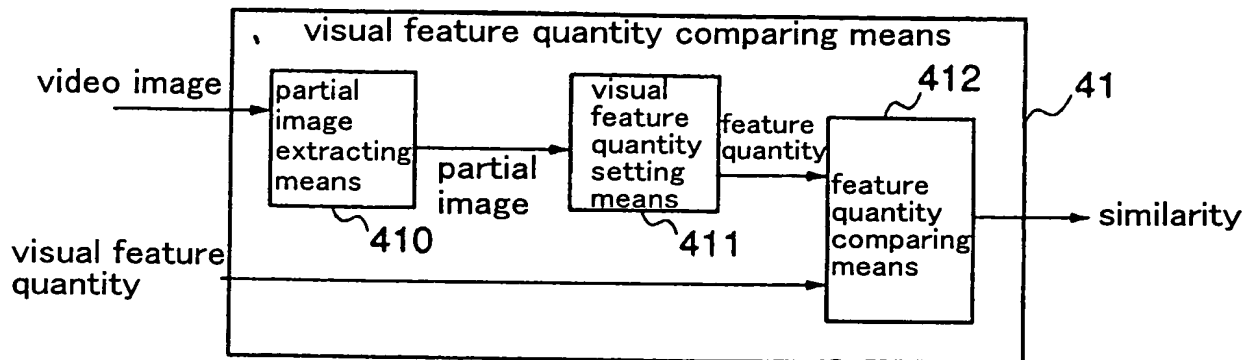 visual feature quantity comparing means
video image
partial
image
extracting
means
410
partial
image
visual
feature
quantity
setting
means
411
feature
quantity
412
feature
quantity
comparing
means
41
similarity
visual feature
quantity